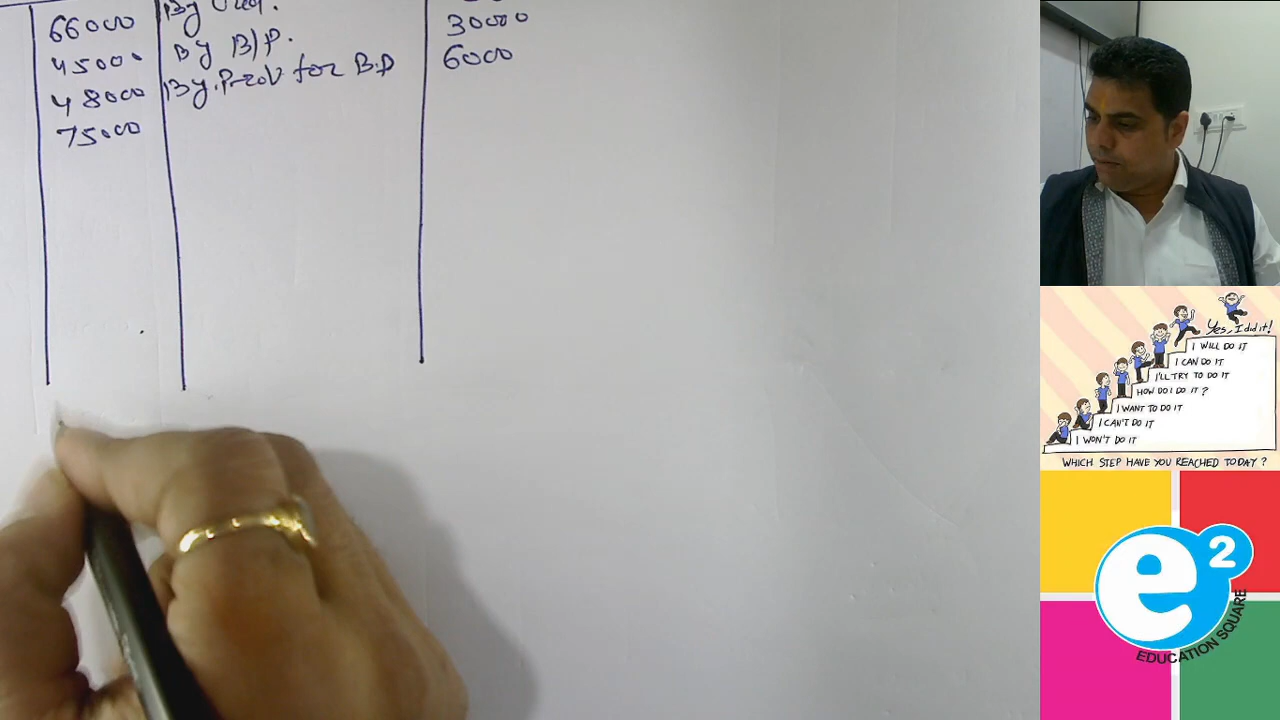 66000 By Cred.
45000 By B/P. 30000
48000 By. Prov for B.D 6000
75000
Yes, I did it!
I WILL DO IT
I CAN DO IT
I'LL TRY TO DO IT
HOW DO I DO IT?
I WANT TO DO IT
I CAN'T DO IT
I WON'T DO IT
WHICH STEP HAVE YOU REACHED TODAY?
e2
EDUCATION SQUARE